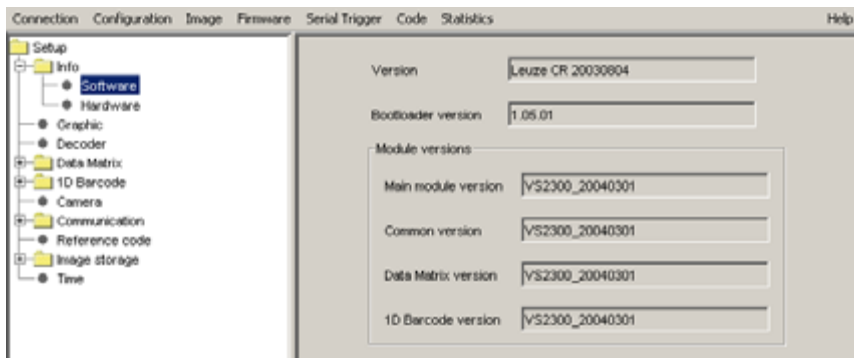 Connection Configuration Image Firmware Serial Trigger Code Statistics Help
Setup
Info
Software
Hardware
Graphic
Decoder
Data Matrix
1D Barcode
Camera
Communication
Reference code
Image storage
Time
Version Leuze CR 20030804
Bootloader version 1.05.01
Module versions
Main module version VS2300_20040301
Common version VS2300_20040301
Data Matrix version VS2300_20040301
1D Barcode version VS2300_20040301